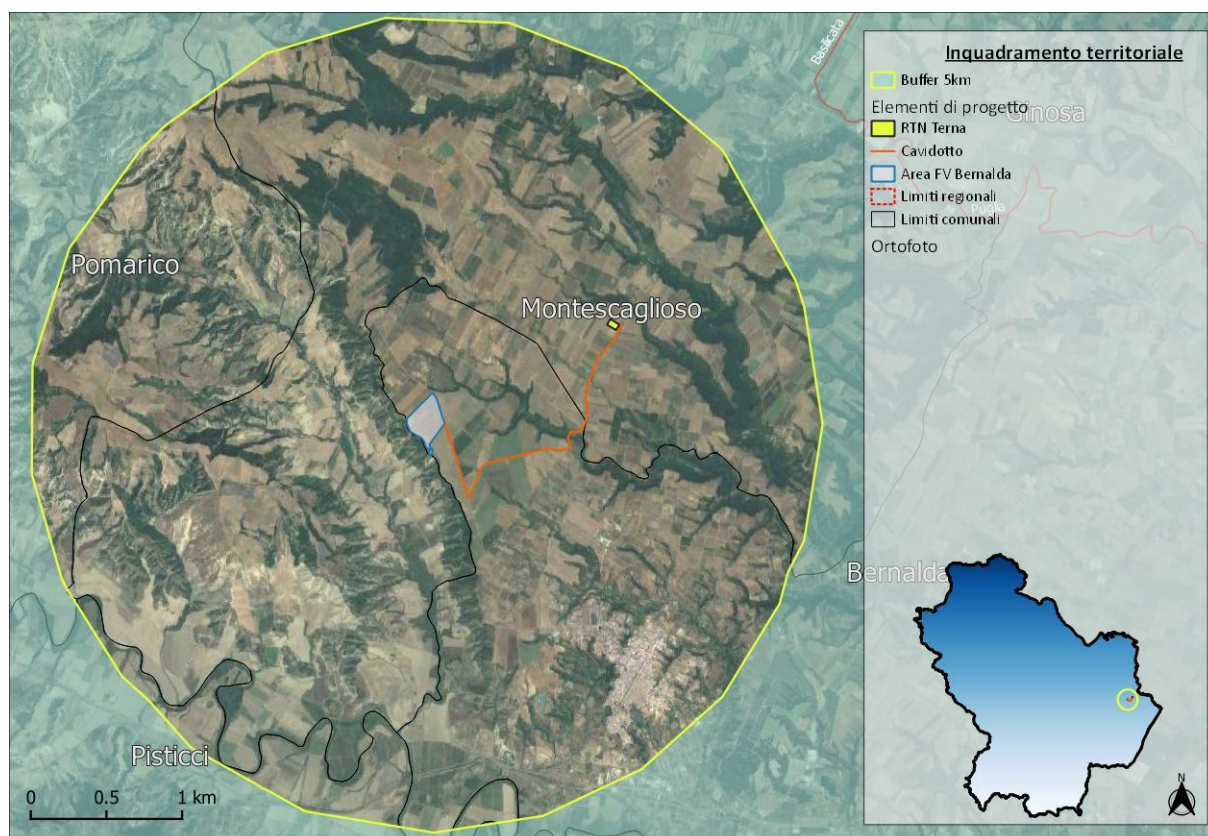 Basilicata
Inquadramento territoriale
Buffer 5km
Elementi di progetto
Ginosa
RTN Terna
Cavidotto
Area FV Bernalda
Limiti regionali
Puglia
Limiti comunali
Ortofoto
Pomarico
Montescaglioso
Bernalda
Pisticci
0 0.5 1 km
N